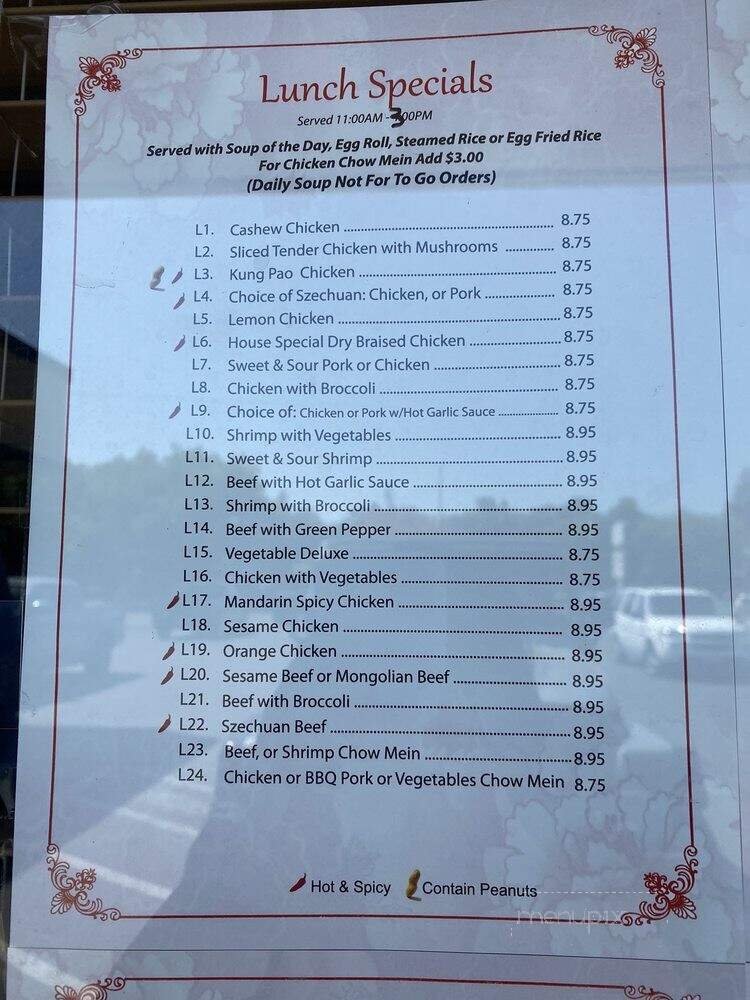 Lunch Specials
Served 11:00AM - 3:00PM
Served with Soup of the Day, Egg Roll, Steamed Rice or Egg Fried Rice
For Chicken Chow Mein Add $3.00
(Daily Soup Not For To Go Orders)
L1. Cashew Chicken 8.75
L2. Sliced Tender Chicken with Mushrooms 8.75
L3. Kung Pao Chicken 8.75
L4. Choice of Szechuan: Chicken, or Pork 8.75
L5. Lemon Chicken 8.75
L6. House Special Dry Braised Chicken 8.75
L7. Sweet & Sour Pork or Chicken 8.75
L8. Chicken with Broccoli 8.75
L9. Choice of: Chicken or Pork w/Hot Garlic Sauce 8.75
L10. Shrimp with Vegetables 8.95
L11. Sweet & Sour Shrimp 8.95
L12. Beef with Hot Garlic Sauce 8.95
L13. Shrimp with Broccoli 8.95
L14. Beef with Green Pepper 8.95
L15. Vegetable Deluxe 8.75
L16. Chicken with Vegetables 8.75
L17. Mandarin Spicy Chicken 8.95
L18. Sesame Chicken 8.95
L19. Orange Chicken 8.95
L20. Sesame Beef or Mongolian Beef 8.95
L21. Beef with Broccoli 8.95
L22. Szechuan Beef 8.95
L23. Beef, or Shrimp Chow Mein 8.95
L24. Chicken or BBQ Pork or Vegetables Chow Mein 8.75
Hot & Spicy Contain Peanuts
menupix